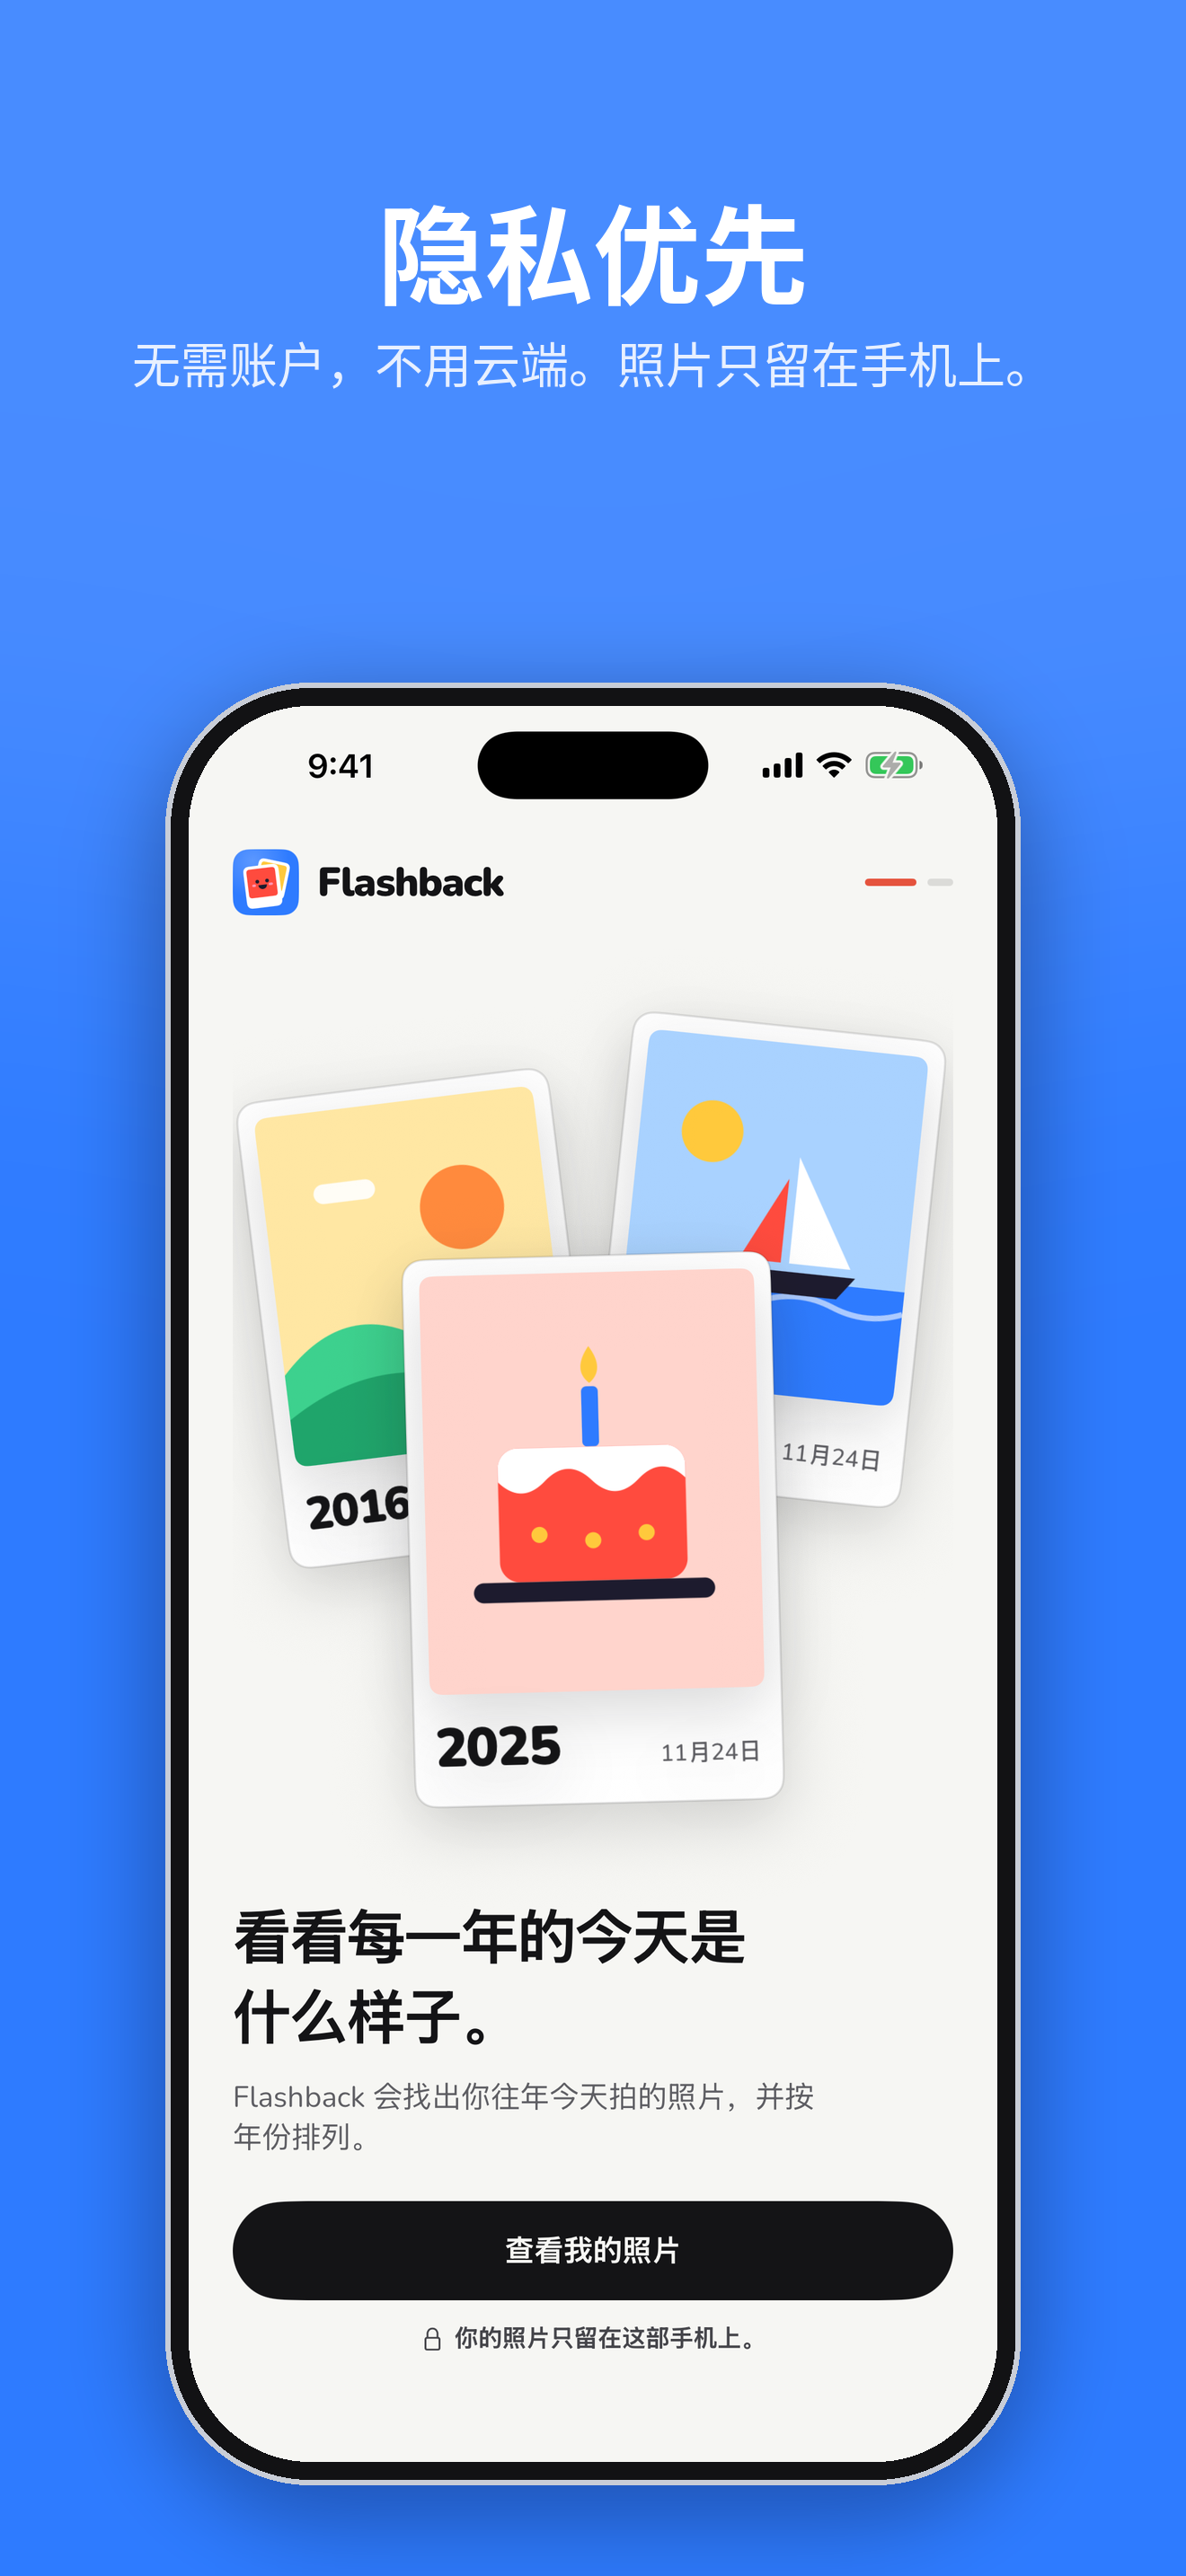 隐私优先
无需账户，不用云端。照片只留在手机上。
9:41
Flashback
11月24日
2016
2025
11月24日
看看每一年的今天是
什么样子。
Flashback 会找出你往年今天拍的照片，并按
年份排列。
查看我的照片
你的照片只留在这部手机上。